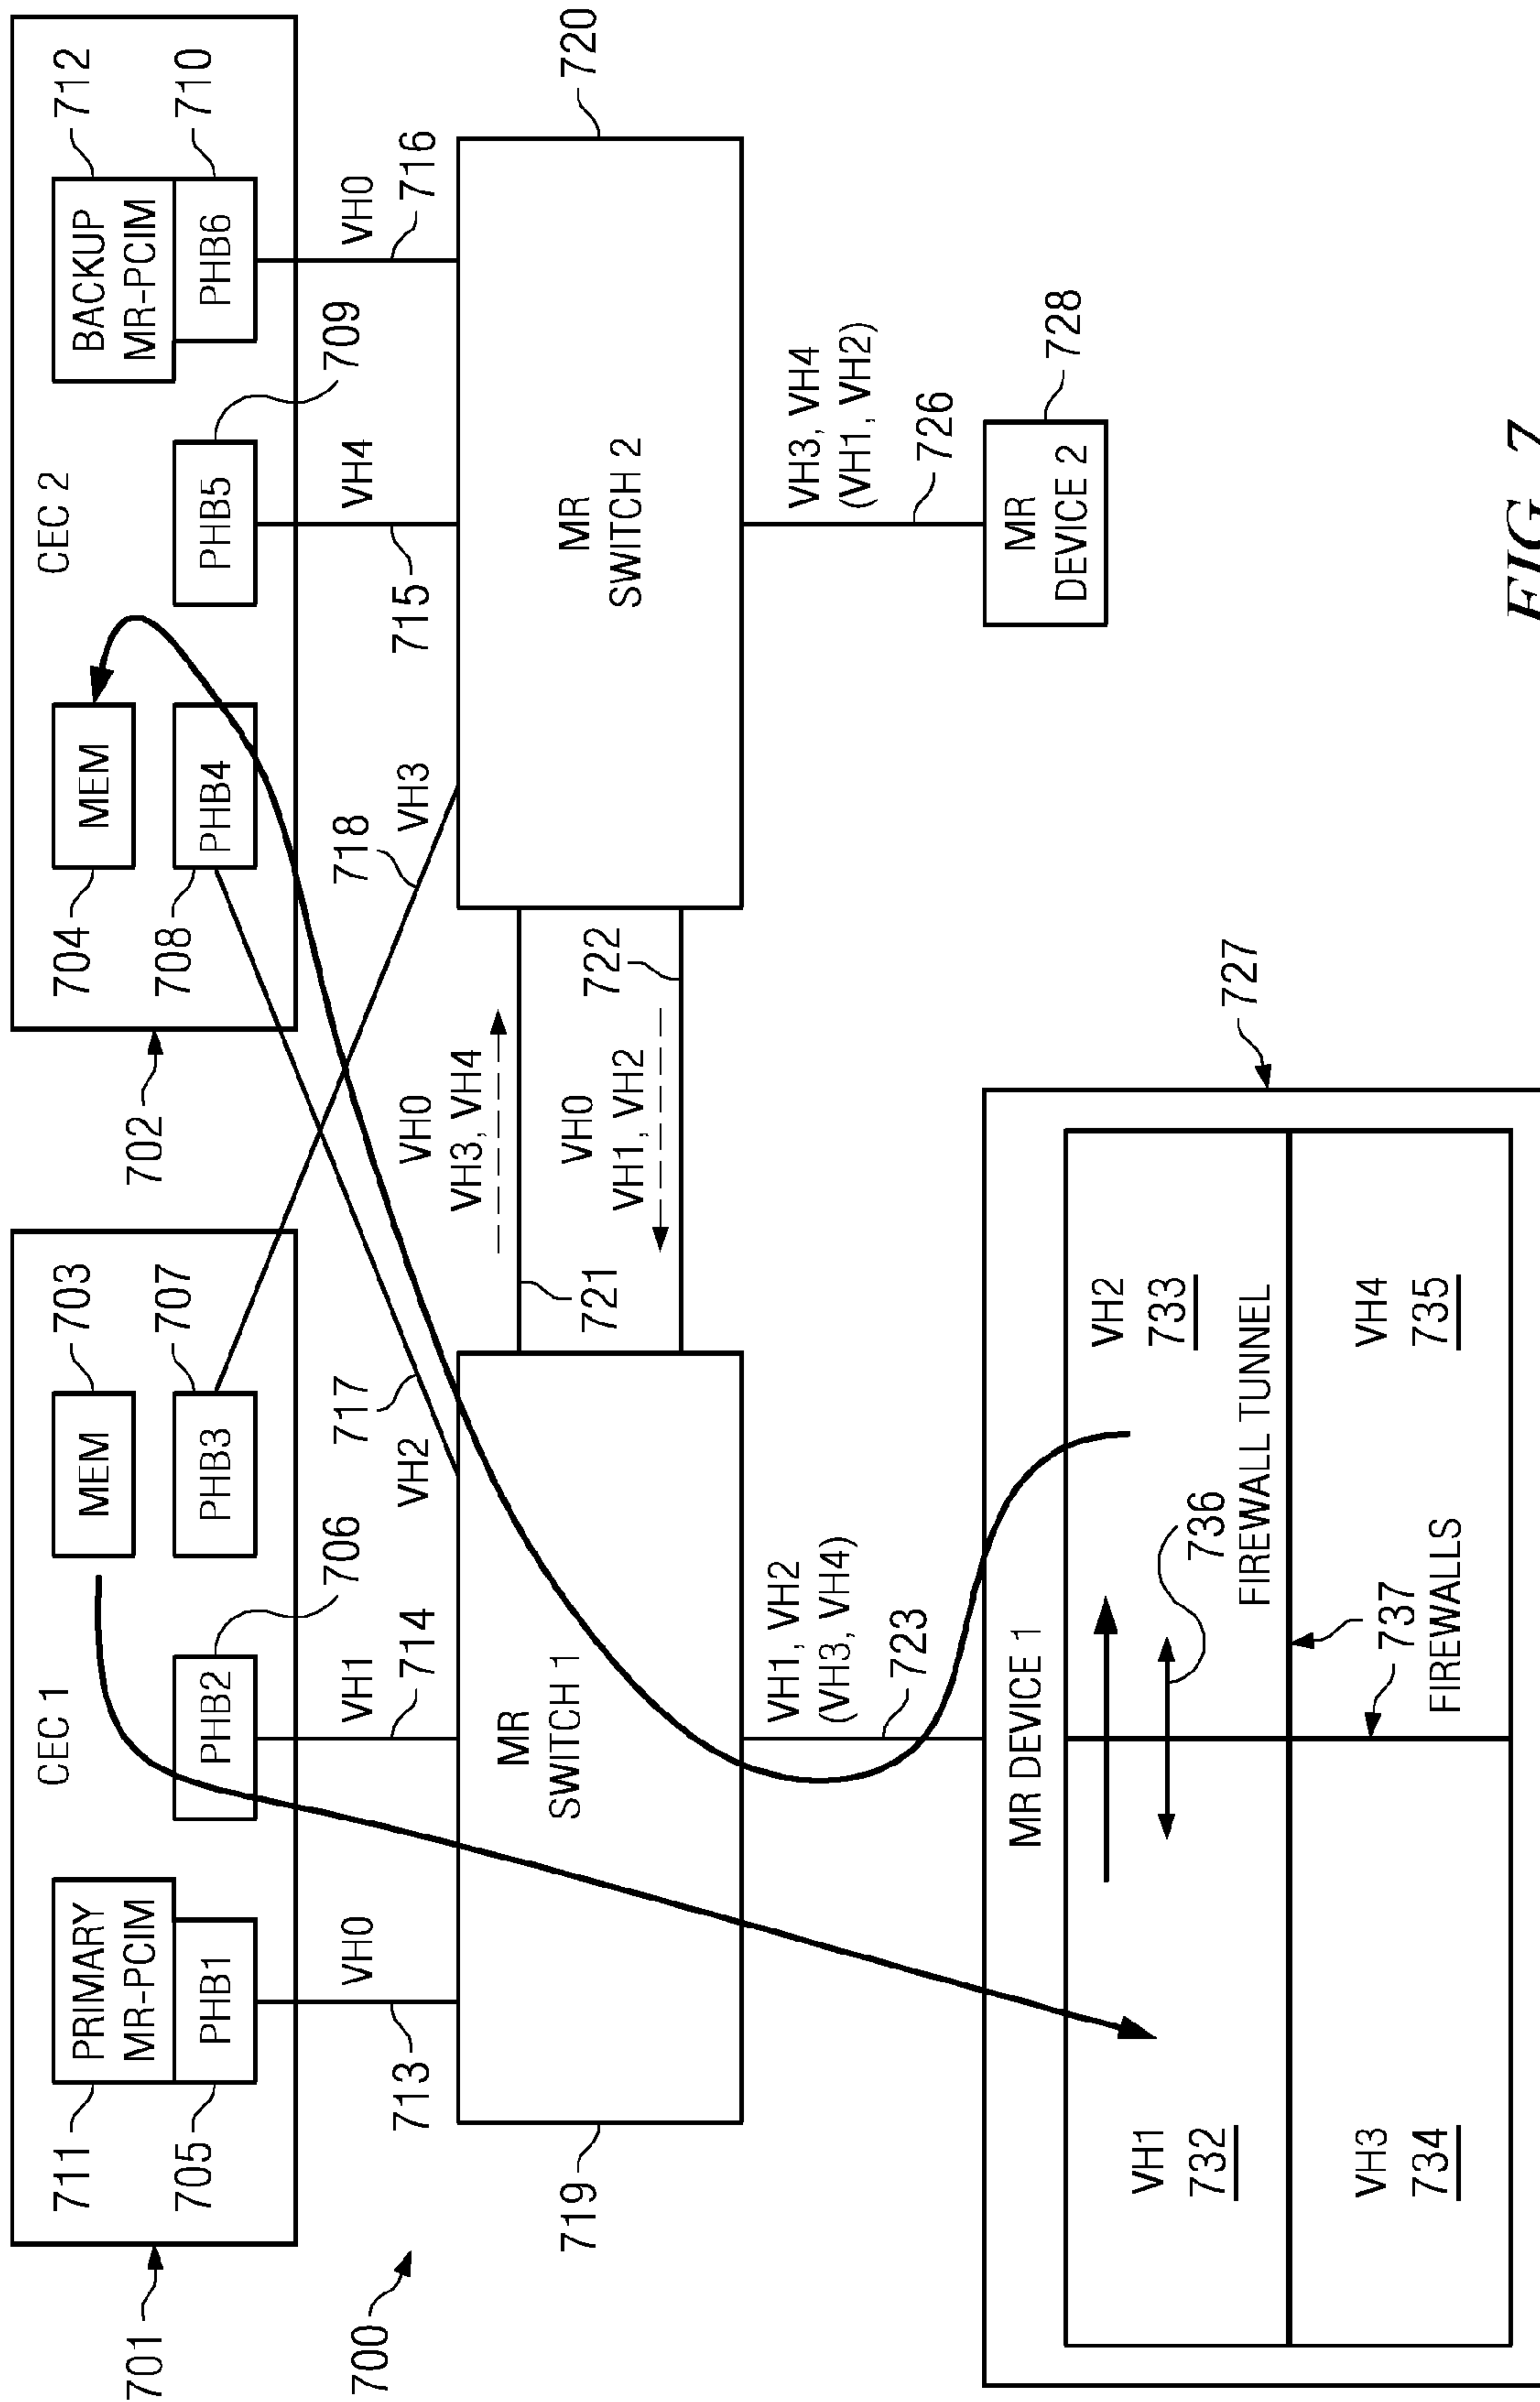 701
CEC 1
711
PRIMARY
MR-PCIM
705
PHB1
PHB2
706
MEM
703
PHB3
707
702
CEC 2
704
MEM
708
PHB4
PHB5
709
BACKUP
MR-PCIM
712
PHB6
710
700
713
VH0
VH1
714
VH2
717
718
VH3
715
VH4
VH0
716
719
MR
SWITCH 1
721
VH0
VH3, VH4
VH0
VH1, VH2
722
MR
SWITCH 2
720
VH1, VH2
(VH3, VH4)
723
VH3, VH4
(VH1, VH2)
726
MR
DEVICE 2
728
MR DEVICE 1
727
VH1
732
VH2
733
736
FIREWALL TUNNEL
VH3
734
737
FIREWALLS
VH4
735
FIG. 7